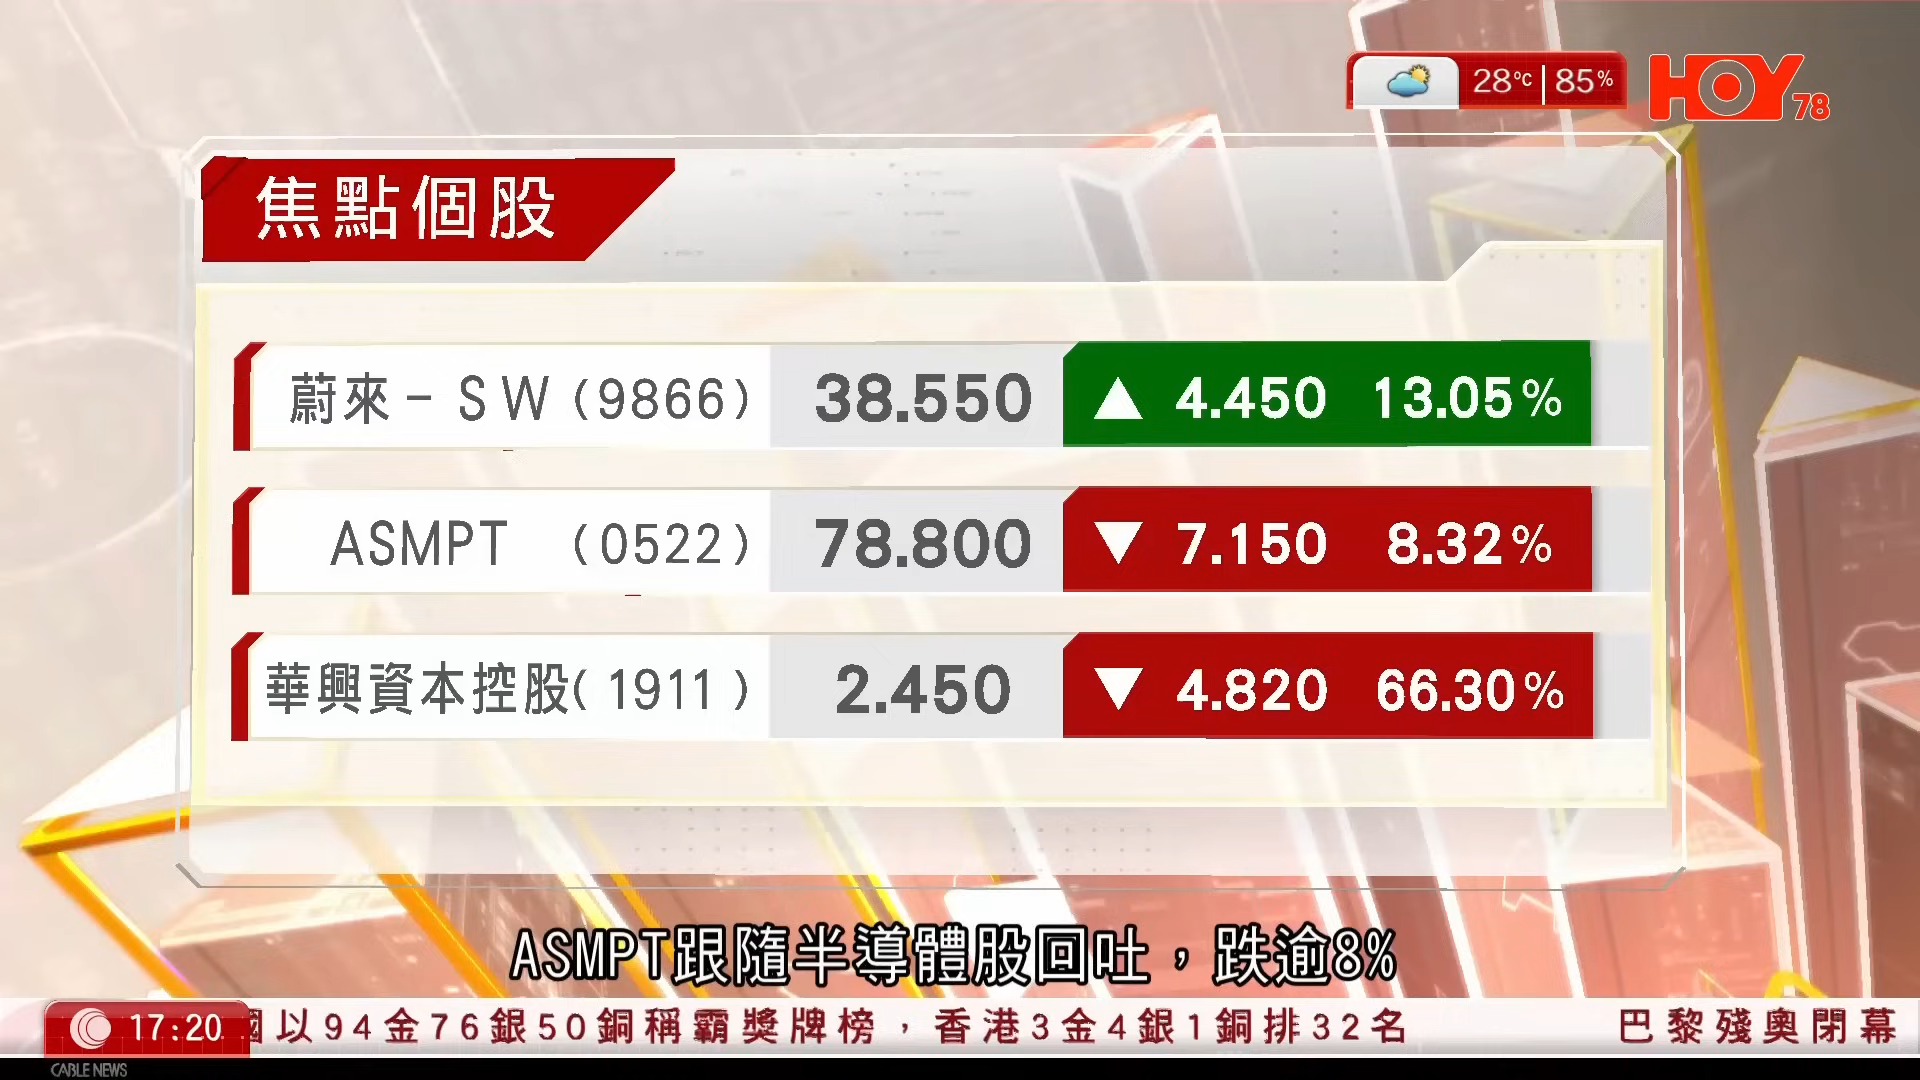 28°C 85%
HOY 78
焦點個股
蔚來－SW (9866) 38.550 ▲ 4.450 13.05%
ASMPT (0522) 78.800 ▼ 7.150 8.32%
華興資本控股(1911) 2.450 ▼ 4.820 66.30%
ASMPT跟隨半導體股回吐，跌逾8%
17:20 國以94金76銀50銅稱霸獎牌榜，香港3金4銀1銅排32名 巴黎殘奧閉幕
CABLE NEWS